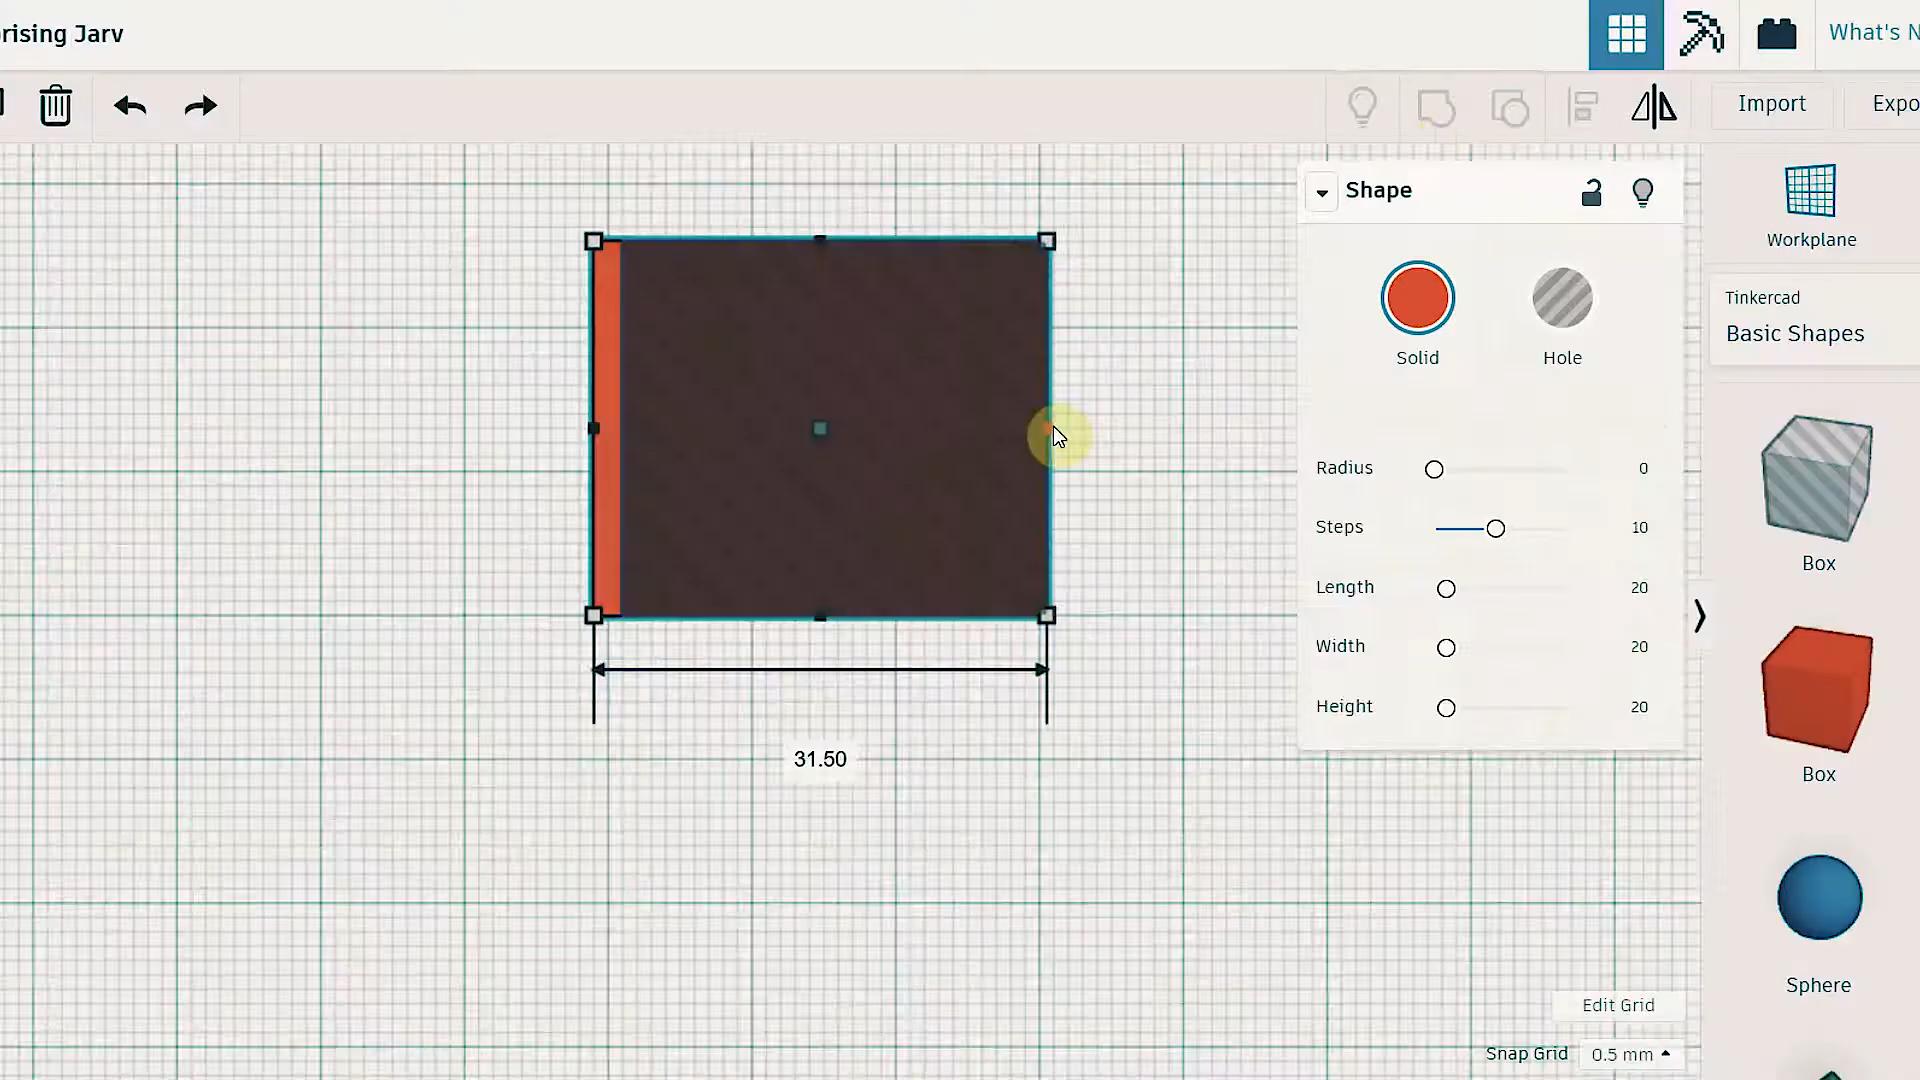 rising Jarv
What's N
Import
Expo
Shape
Workplane
Solid
Hole
Tinkercad
Basic Shapes
Radius 0
Steps 10
Length 20
Width 20
Height 20
Box
Box
31.50
Sphere
Edit Grid
Snap Grid 0.5 mm